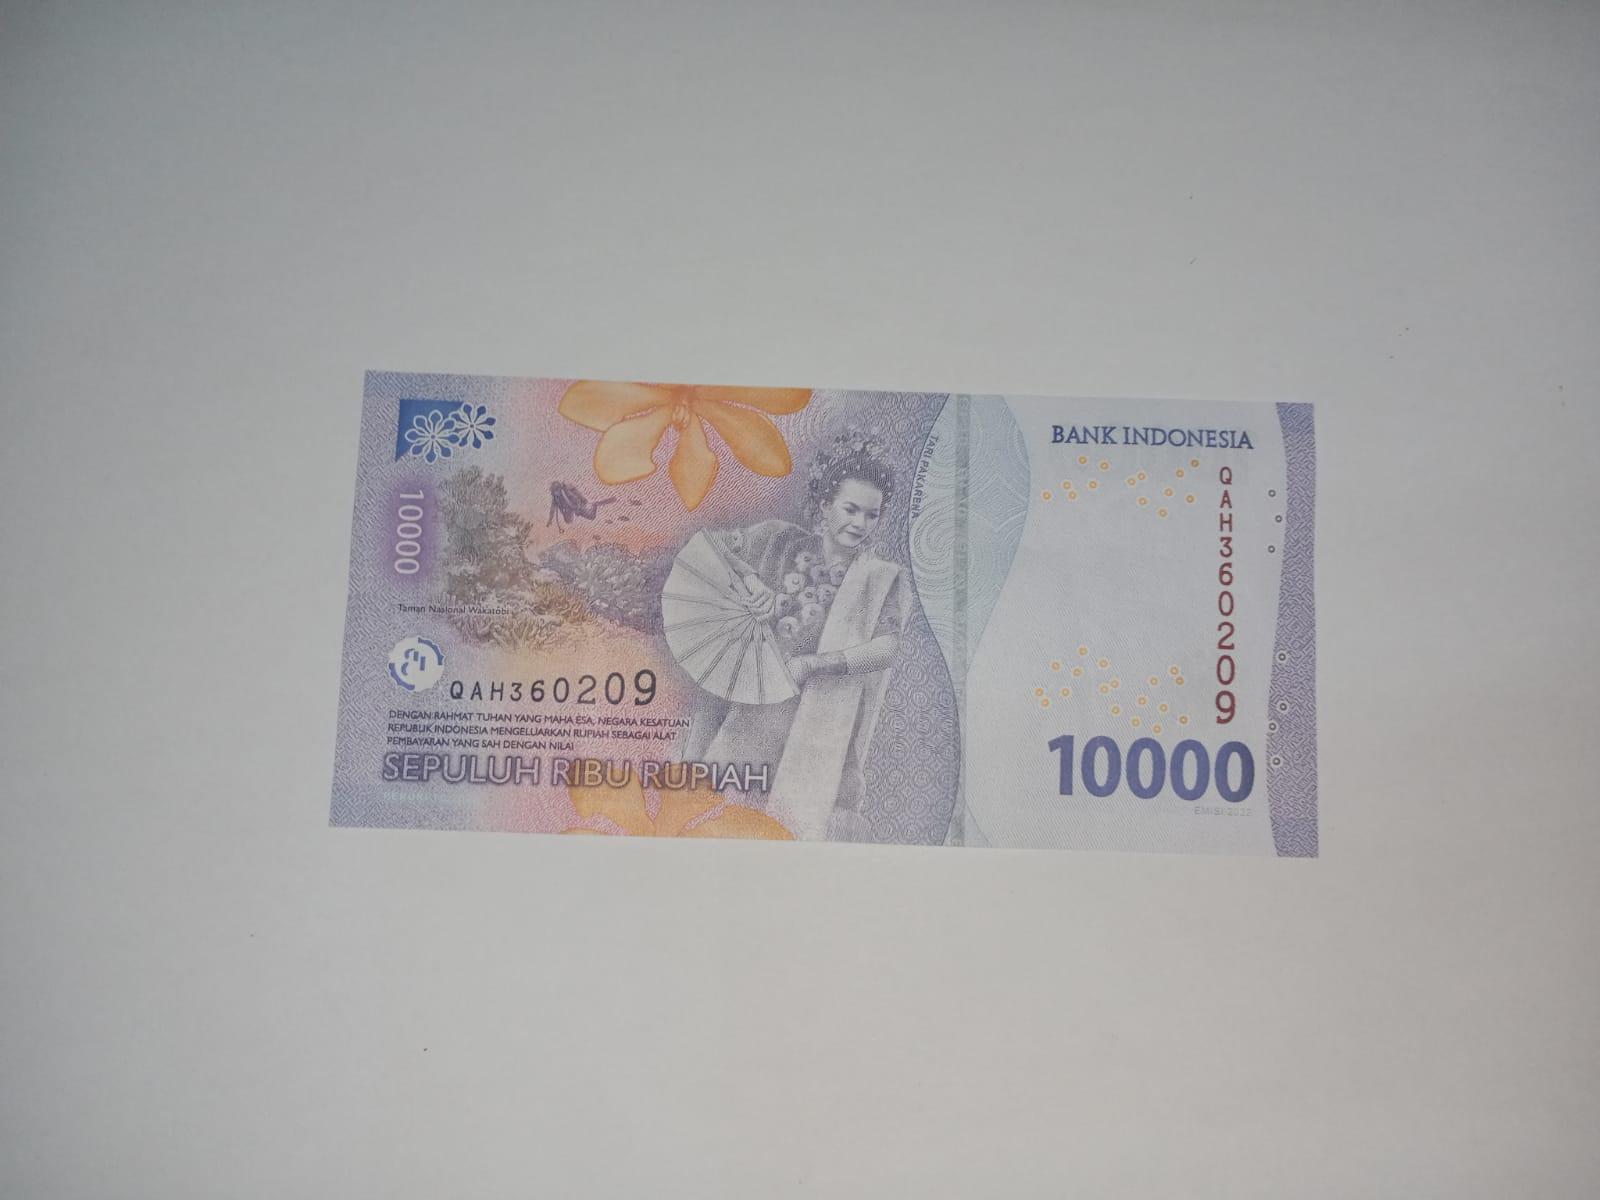 10000
TARI PAKARENA
Taman Nasional Wakatobi
QAH360209
DENGAN RAHMAT TUHAN YANG MAHA ESA, NEGARA KESATUAN
REPUBLIK INDONESIA MENGELUARKAN RUPIAH SEBAGAI ALAT
PEMBAYARAN YANG SAH DENGAN NILAI
SEPULUH RIBU RUPIAH
BANK INDONESIA
QAH360209
10000
EMISI 2022